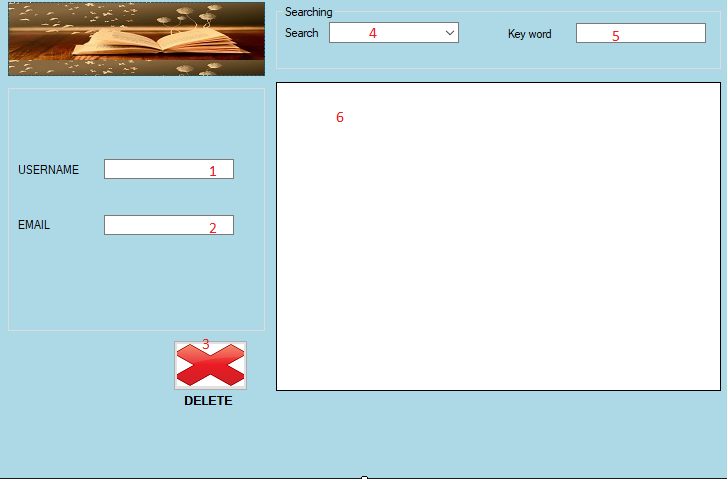 Searching
Search 4 Key word 5
6
USERNAME 1
EMAIL 2
3
DELETE